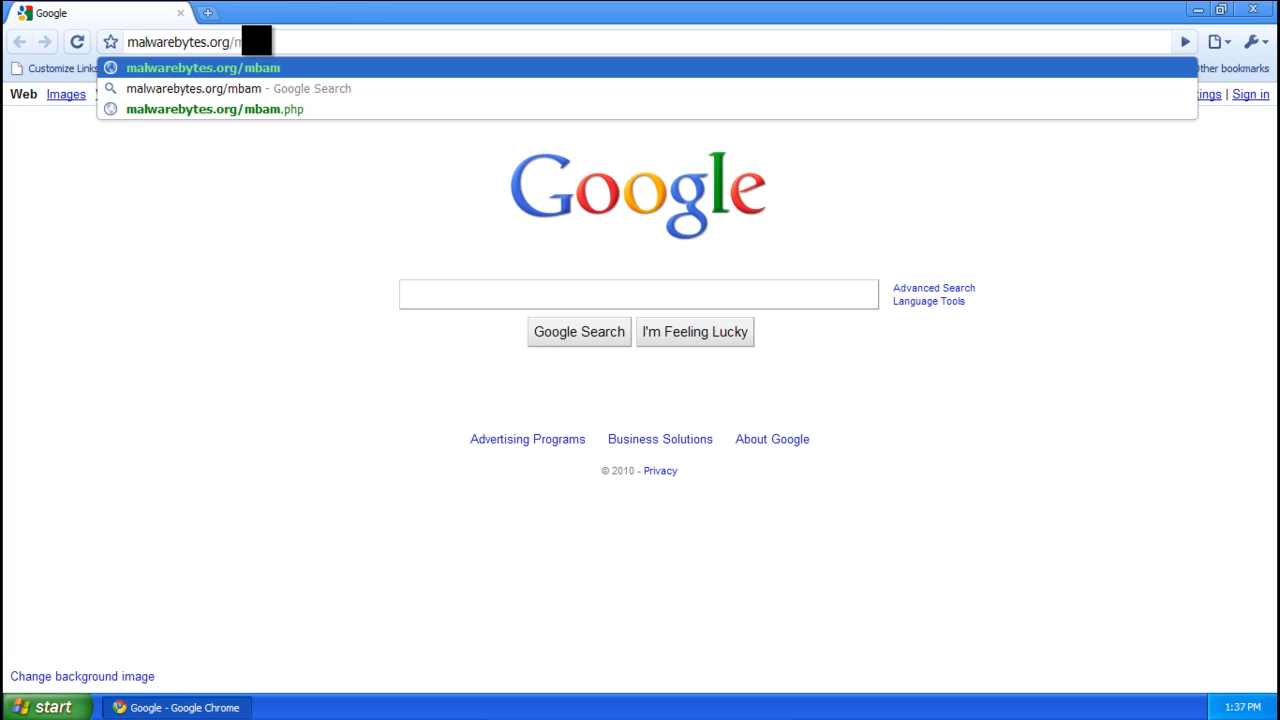 Google
malwarebytes.org/m
Customize Links
Other bookmarks
malwarebytes.org/mbam
malwarebytes.org/mbam - Google Search
malwarebytes.org/mbam.php
Web Images
Sign in
Google
Advanced Search
Language Tools
Google Search I'm Feeling Lucky
Advertising Programs Business Solutions About Google
© 2010 - Privacy
Change background image
start Google - Google Chrome 1:37 PM